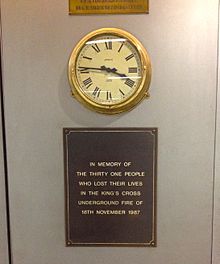 IN MEMORY OF
THE THIRTY ONE PEOPLE
WHO LOST THEIR LIVES
IN THE KING'S CROSS
UNDERGROUND FIRE OF
18TH NOVEMBER 1987